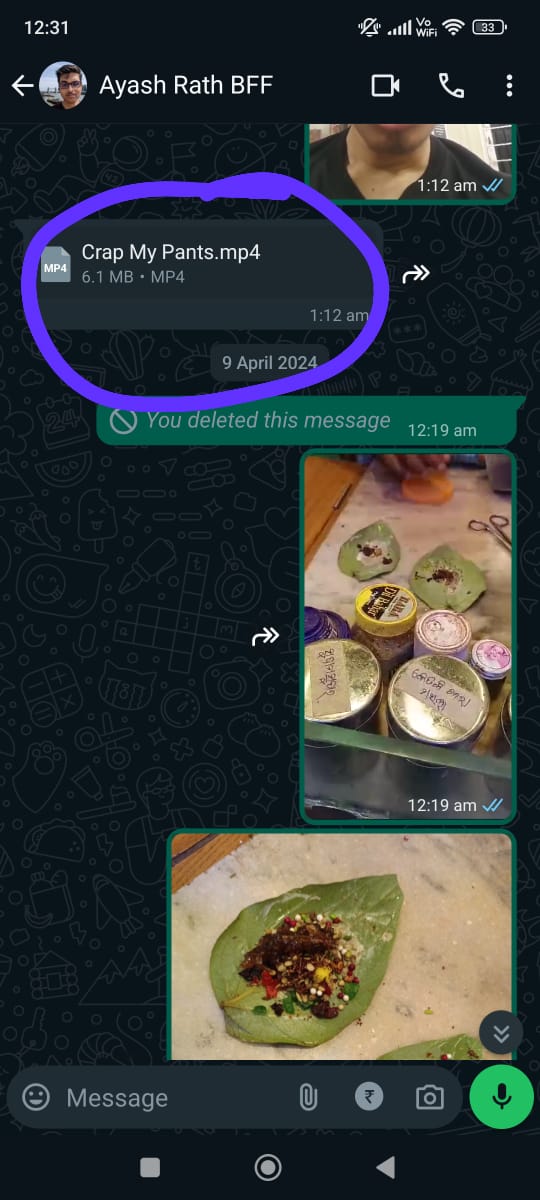 12:31
Vo
WiFi
33
Ayash Rath BFF
1:12 am
MP4
Crap My Pants.mp4
6.1 MB • MP4
1:12 am
9 April 2024
You deleted this message
12:19 am
12:19 am
Message
₹